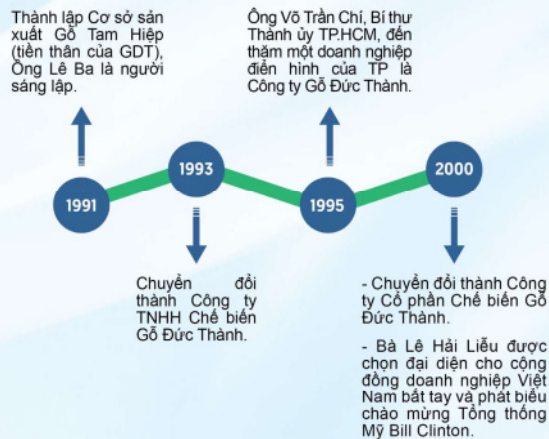 Thành lập Cơ sở sản
xuất Gỗ Tam Hiệp
(tiền thân của GDT),
Ông Lê Ba là người
sáng lập.
Ông Võ Trần Chí, Bí thư
Thành ủy TP.HCM, đến
thăm một doanh nghiệp
điển hình của TP là
Công ty Gỗ Đức Thành.
1991
1993
1995
2000
Chuyển đổi
thành Công ty
TNHH Chế biến
Gỗ Đức Thành.
- Chuyển đổi thành Công
ty Cổ phần Chế biến Gỗ
Đức Thành.
- Bà Lê Hải Liễu được
chọn đại diện cho cộng
đồng doanh nghiệp Việt
Nam bắt tay và phát biểu
chào mừng Tổng thống
Mỹ Bill Clinton.